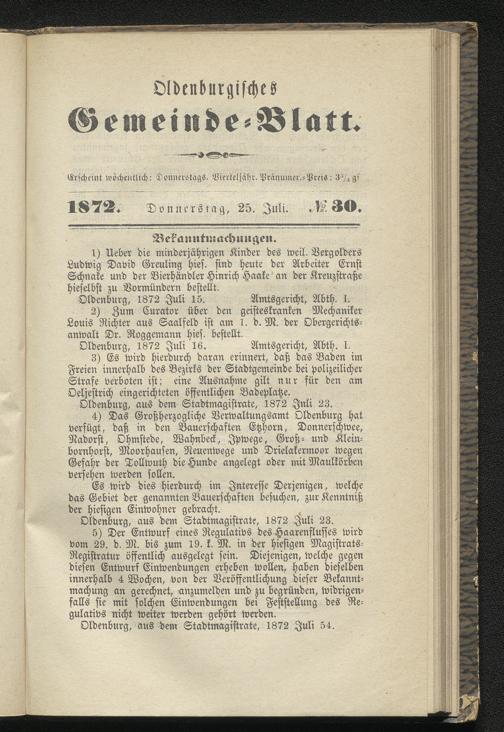 Oldenburgisches
Gemeinde-Blatt.
Erscheint wöchentlich: Donnerstags. Vierteljähr. Pränumer.-Preis: 3¾ gr
1872. Donnerstag, 25. Juli. № 30.
Bekanntmachungen.
1) Ueber die minderjährigen Kinder des weil. Vergolders
Ludwig David Greuling hies. sind heute der Arbeiter Ernst
Schnake und der Bierhändler Hinrich Haake an der Kreuzstraße
hieselbst zu Vormündern bestellt.
Oldenburg, 1872 Juli 15. Amtsgericht, Abth. I.
2) Zum Curator über den geisteskranken Mechaniker
Louis Richter aus Saalfeld ist am 1. d. M. der Obergerichts-
anwalt Dr. Roggemann hies. bestellt.
Oldenburg, 1872 Juli 16. Amtsgericht, Abth. I.
3) Es wird hierdurch daran erinnert, daß das Baden im
Freien innerhalb des Bezirks der Stadtgemeinde bei polizeilicher
Strafe verboten ist; eine Ausnahme gilt nur für den am
Oeljestrich eingerichteten öffentlichen Badeplatze.
Oldenburg, aus dem Stadtmagistrate, 1872 Juli 23.
4) Das Großherzogliche Verwaltungsamt Oldenburg hat
verfügt, daß in den Bauerschaften Etzhorn, Donnerschwee,
Nadorst, Ohmstede, Wahnbeck, Ipwege, Groß- und Klein-
bornhorst, Moorhausen, Neuenwege und Drielakermoor wegen
Gefahr der Tollwuth die Hunde angelegt oder mit Maulkörben
versehen werden sollen.
Es wird dies hierdurch im Interesse Derjenigen, welche
das Gebiet der genannten Bauerschaften besuchen, zur Kenntniß
der hiesigen Einwohner gebracht.
Oldenburg, aus dem Stadtmagistrate, 1872 Juli 23.
5) Der Entwurf eines Regulativs des Haarenflusses wird
vom 29. d. M. bis zum 19. k. M. in der hiesigen Magistrats-
Registratur öffentlich ausgelegt sein. Diejenigen, welche gegen
diesen Entwurf Einwendungen erheben wollen, haben dieselben
innerhalb 4 Wochen, von der Veröffentlichung dieser Bekannt-
machung an gerechnet, anzumelden und zu begründen, widrigen-
falls sie mit solchen Einwendungen bei Feststellung des Re-
gulativs nicht weiter werden gehört werden.
Oldenburg, aus dem Stadtmagistrate, 1872 Juli 54.